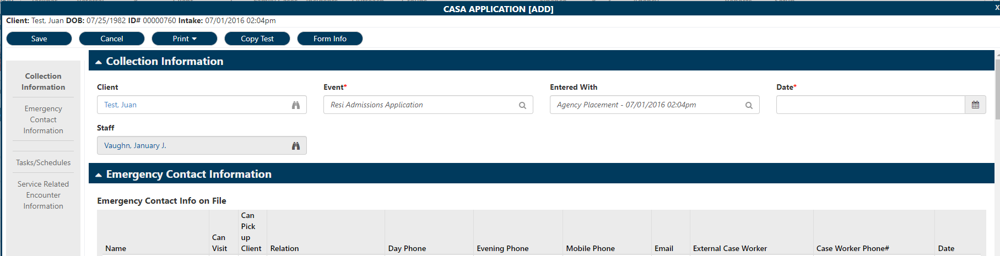 CASA APPLICATION [ADD]
X
Client: Test, Juan DOB: 07/25/1982 ID# 00000760 Intake: 07/01/2016 02:04pm
Save
Cancel
Print
Copy Test
Form Info
Collection
Information
Emergency
Contact
Information
Tasks/Schedules
Service Related
Encounter
Information
Collection Information
Client
Event*
Entered With
Date*
Test, Juan
Resi Admissions Application
Agency Placement - 07/01/2016 02:04pm
Staff
Vaughn, January J.
Emergency Contact Information
Emergency Contact Info on File
Name
Can
Visit
Can
Pick
up
Client
Relation
Day Phone
Evening Phone
Mobile Phone
Email
External Case Worker
Case Worker Phone#
Date